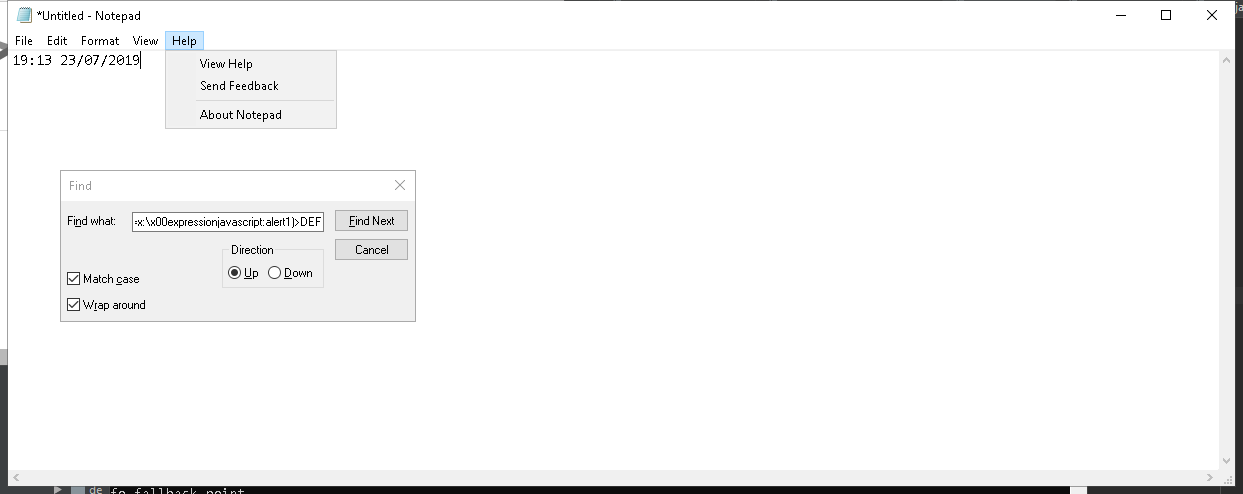 *Untitled - Notepad
File Edit Format View Help
19:13 23/07/2019
View Help
Send Feedback
About Notepad
Find
Find what: =x:\x00expressionjavascript:alert1)>DEF Find Next
Direction Cancel
Up Down
Match case
Wrap around
de fo fallback point